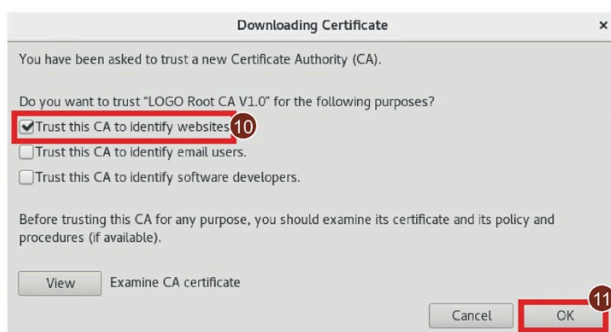 Downloading Certificate ×
You have been asked to trust a new Certificate Authority (CA).
Do you want to trust “LOGO Root CA V1.0” for the following purposes?
Trust this CA to identify websites. 10
Trust this CA to identify email users.
Trust this CA to identify software developers.
Before trusting this CA for any purpose, you should examine its certificate and its policy and
procedures (if available).
View Examine CA certificate
11
Cancel OK